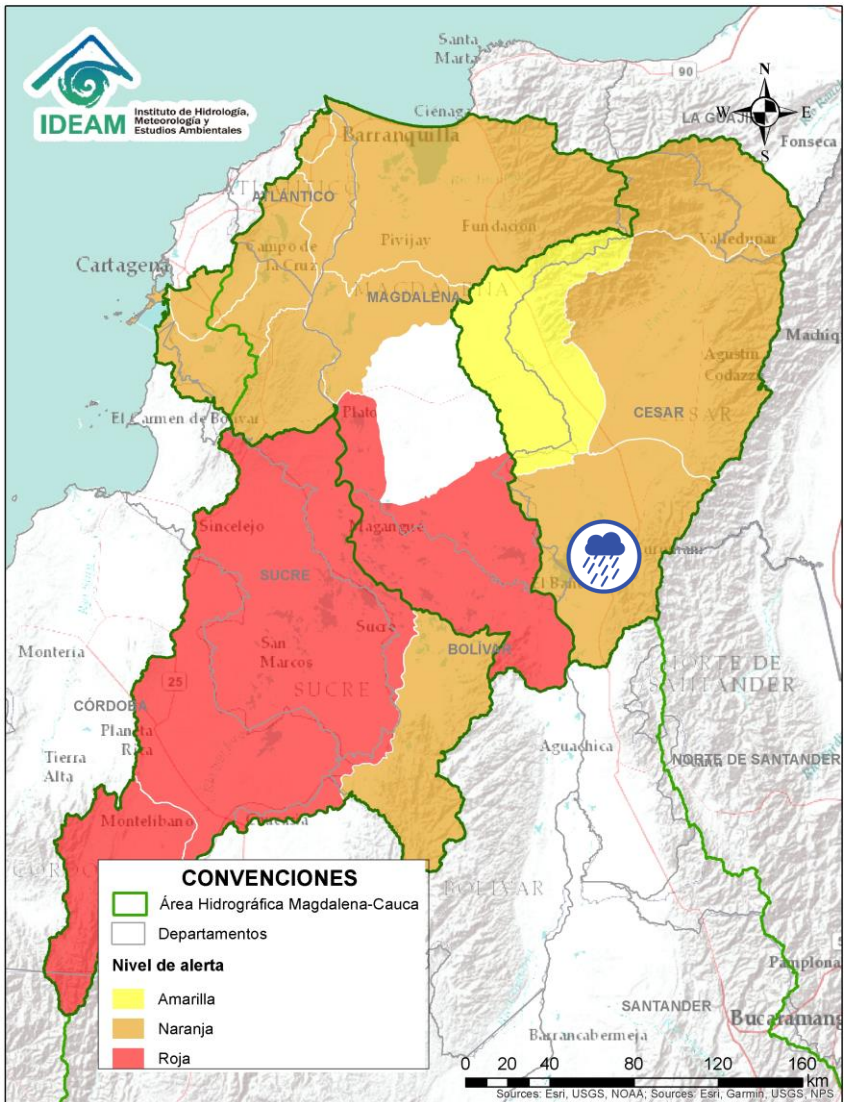 IDEAM
Instituto de Hidrología,
Meteorología y
Estudios Ambientales
Santa
Marta
90
N
W
E
S
LA GUAJI
Ciénaga
Fonseca
Barranquilla
ATLÁNTICO
Fundación
Valledupar
Campo de
la Cruz
Pivijay
Cartagena
MAGDALENA
Agustín
Codazzi
El Carmen de Bolívar
Plato
CESAR
Sincelejo
Magangue
SUCRE
Sucre
BOLÍVAR
Montería
San
Marcos
SUCRE
NORTE DE
SANTANDER
25
CÓRDOBA
Planeta
Rica
Aguachica
Tierra
Alta
NORTE DE SANTANDER
Montelíbano
BOLÍVAR
CONVENCIONES
Área Hidrográfica Magdalena-Cauca
Departamentos
Nivel de alerta
Amarilla
Naranja
Roja
Pamplona
SANTANDER
Bucaramang
Barrancabermeja
0 20 40 80 120 160
km
Sources: Esri, USGS, NOAA; Sources: Esri, Garmin, USGS, NPS